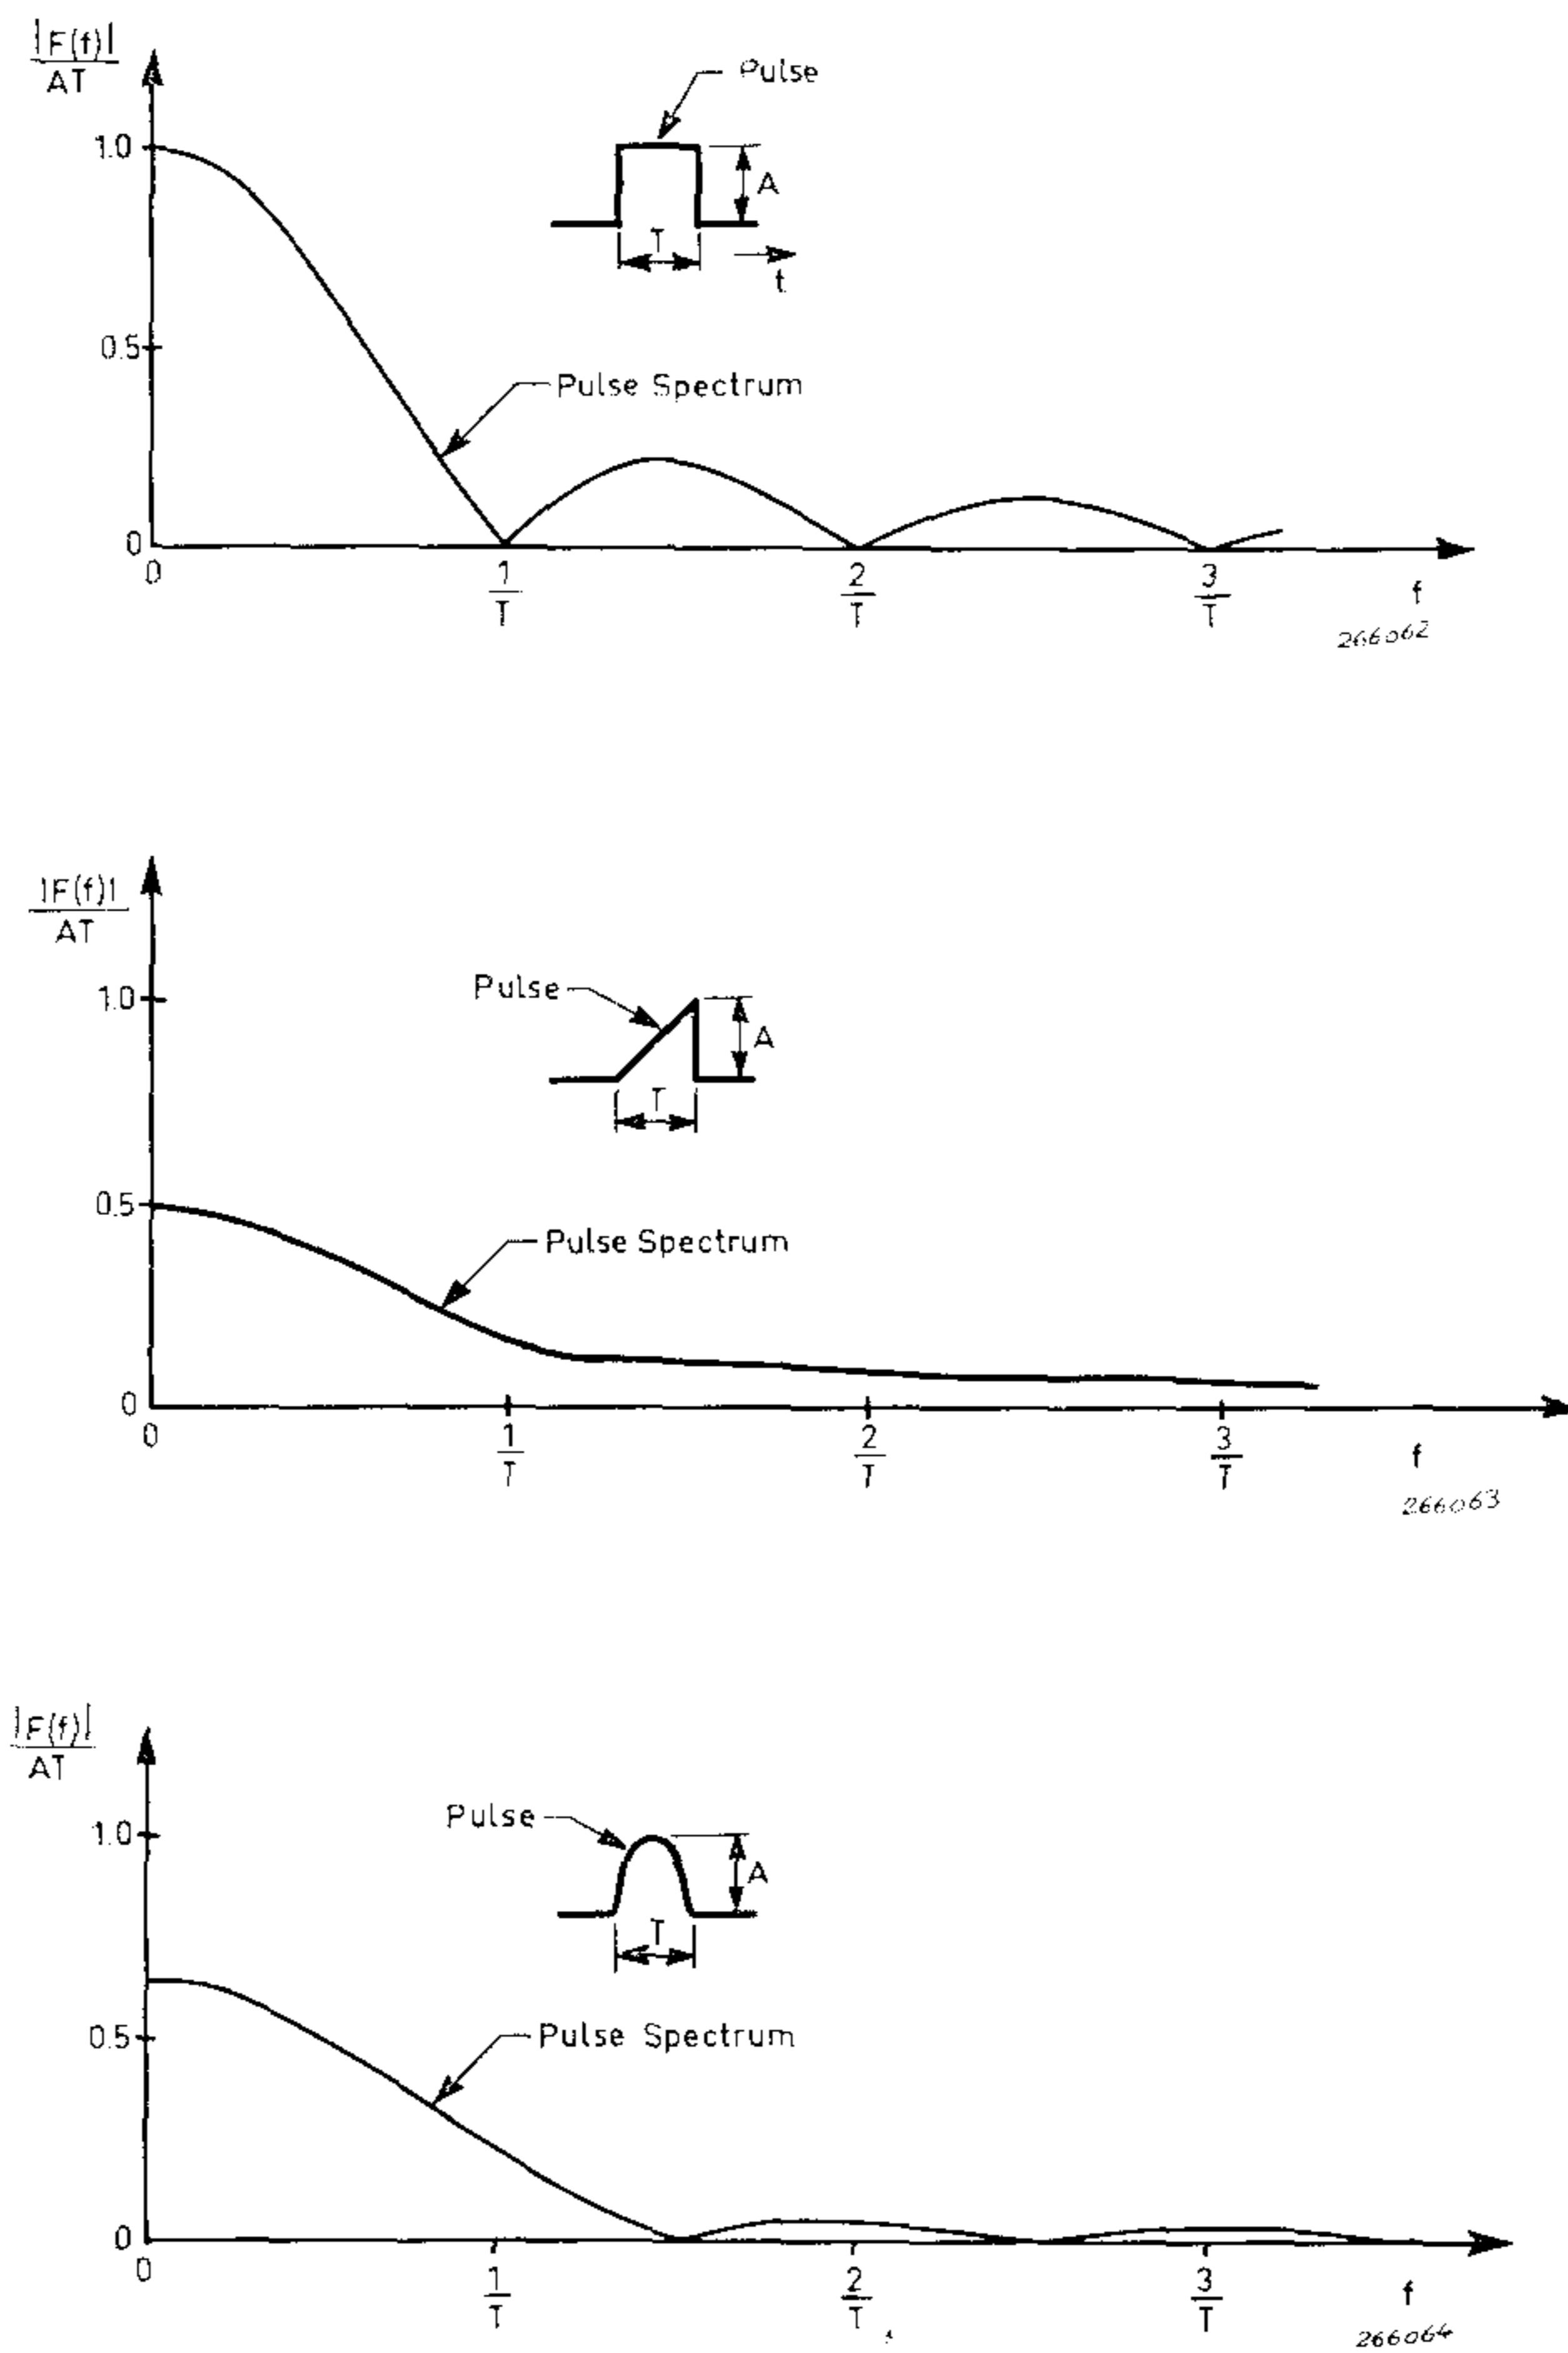 |F(f)|
AT
Pulse
1.0
A
T
t
0.5
Pulse Spectrum
0
0
1
T
2
T
3
T
f
266062
|F(f)|
AT
Pulse
1.0
A
T
0.5
Pulse Spectrum
0
0
1
T
2
T
3
T
f
266063
|F(f)|
AT
Pulse
1.0
A
T
0.5
Pulse Spectrum
0
0
1
T
2
T
3
T
f
266064